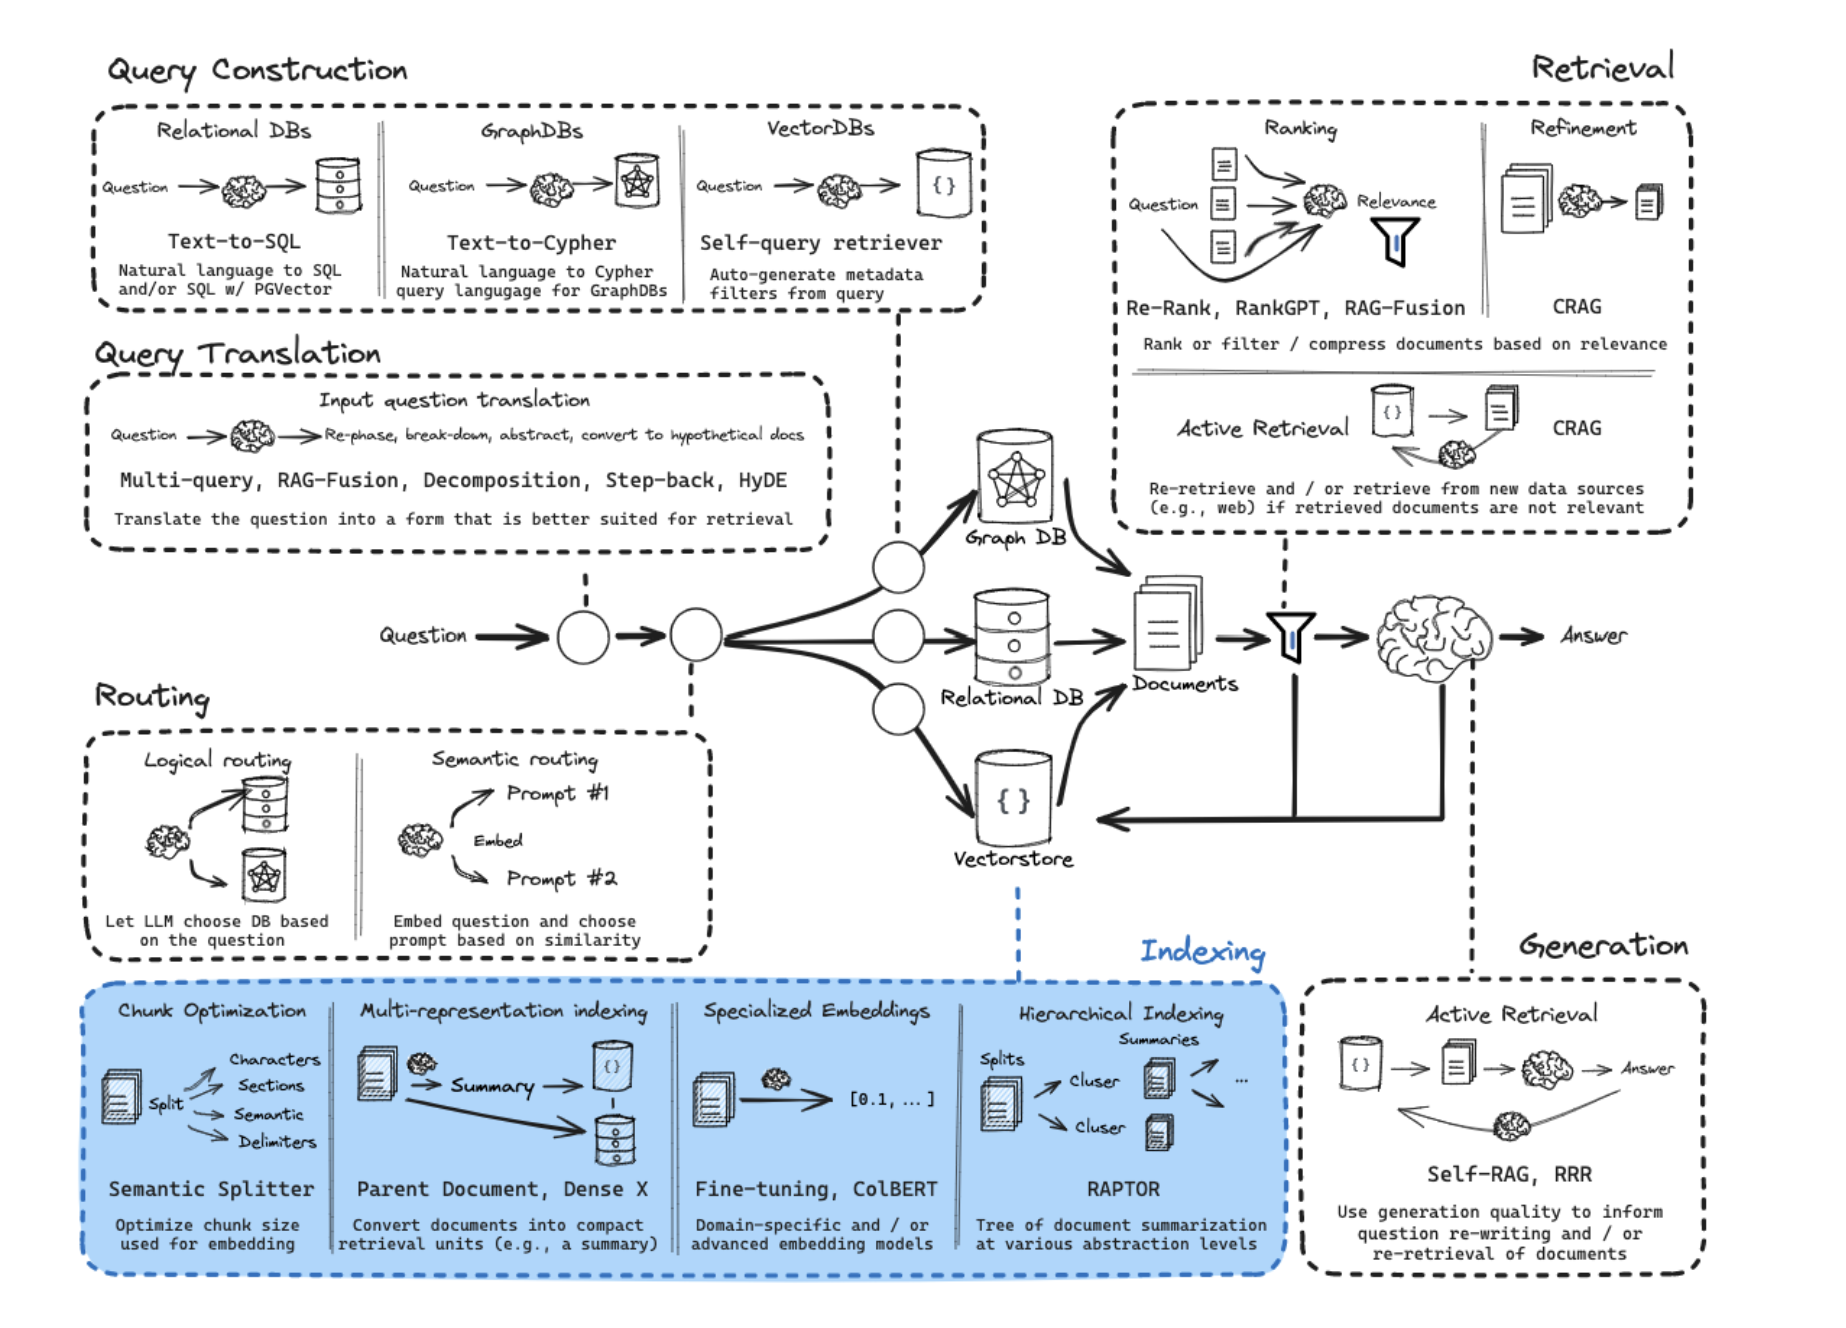 Query Construction
Relational DBs
Question
Text-to-SQL
Natural language to SQL
and/or SQL w/ PGVector
GraphDBs
Question
Text-to-Cypher
Natural language to Cypher
query langugage for GraphDBs
VectorDBs
Question
{ }
Self-query retriever
Auto-generate metadata
filters from query
Query Translation
Input question translation
Question
Re-phase, break-down, abstract, convert to hypothetical docs
Multi-query, RAG-Fusion, Decomposition, Step-back, HyDE
Translate the question into a form that is better suited for retrieval
Retrieval
Ranking
Question
Relevance
Re-Rank, RankGPT, RAG-Fusion
Refinement
CRAG
Rank or filter / compress documents based on relevance
Active Retrieval
{ }
CRAG
Re-retrieve and / or retrieve from new data sources
(e.g., web) if retrieved documents are not relevant
Question
Graph DB
Relational DB
{ }
Vectorstore
Documents
Answer
Routing
Logical routing
Let LLM choose DB based
on the question
Semantic routing
Prompt #1
Embed
Prompt #2
Embed question and choose
prompt based on similarity
Indexing
Chunk Optimization
Split
Characters
Sections
Semantic
Delimiters
Semantic Splitter
Optimize chunk size
used for embedding
Multi-representation indexing
Summary
{ }
Parent Document, Dense X
Convert documents into compact
retrieval units (e.g., a summary)
Specialized Embeddings
[0.1, ... ]
Fine-tuning, ColBERT
Domain-specific and / or
advanced embedding models
Hierarchical Indexing
Summaries
Splits
Cluser
Cluser
...
RAPTOR
Tree of document summarization
at various abstraction levels
Generation
Active Retrieval
{ }
Answer
Self-RAG, RRR
Use generation quality to inform
question re-writing and / or
re-retrieval of documents